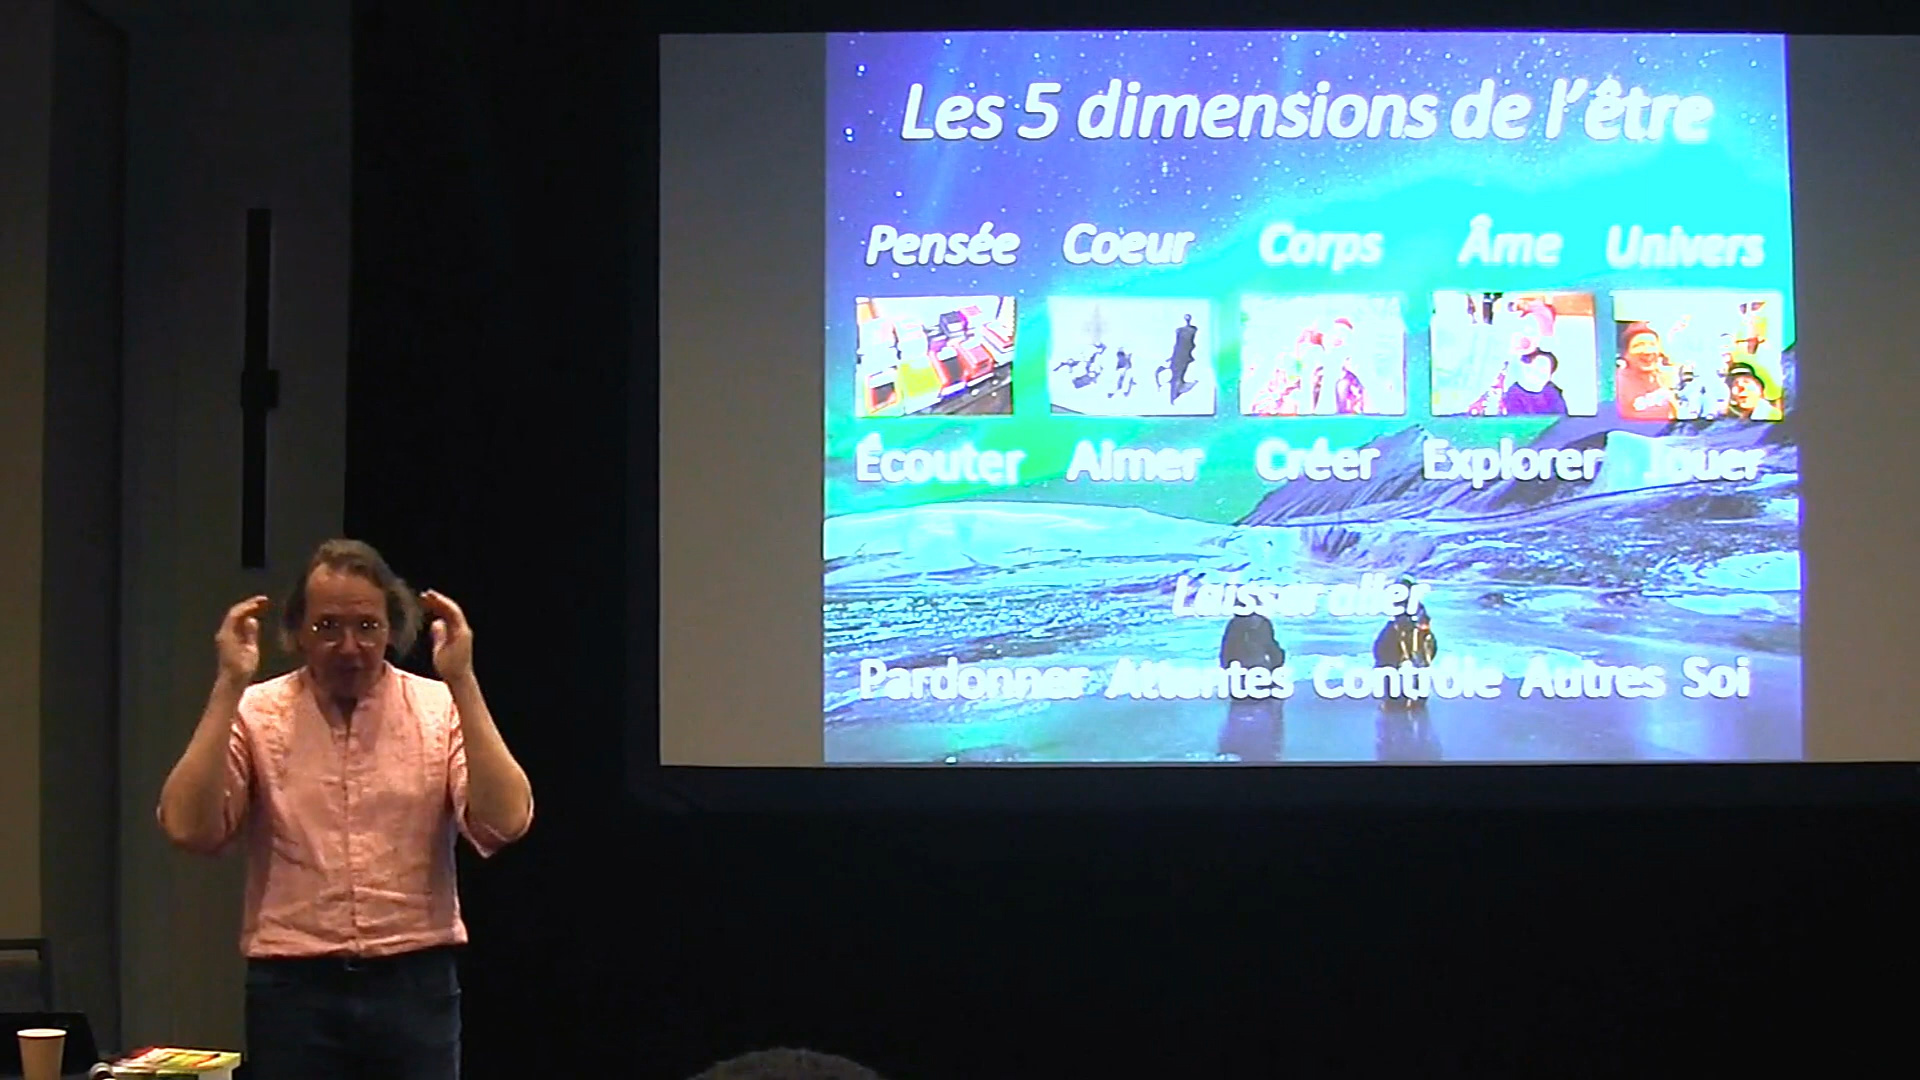 Les 5 dimensions de l'être
Pensée Coeur Corps Âme Univers
Écouter Aimer Créer Explorer Jouer
Laisser aller
Pardonner Attentes Contrôle Autres Soi